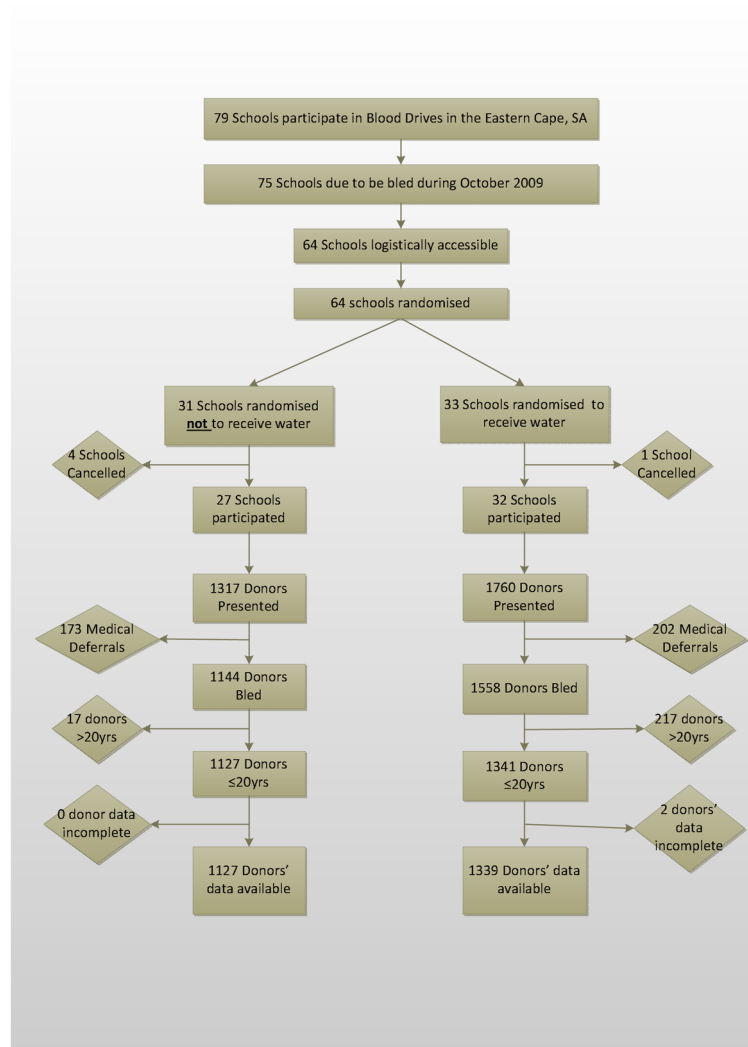 79 Schools participate in Blood Drives in the Eastern Cape, SA
75 Schools due to be bled during October 2009
64 Schools logistically accessible
64 schools randomised
31 Schools randomised
not to receive water
33 Schools randomised to
receive water
4 Schools
Cancelled
1 School
Cancelled
27 Schools
participated
32 Schools
participated
1317 Donors
Presented
1760 Donors
Presented
173 Medical
Deferrals
202 Medical
Deferrals
1144 Donors
Bled
1558 Donors Bled
17 donors
>20yrs
217 donors
>20yrs
1127 Donors
≤20yrs
1341 Donors
≤20yrs
0 donor data
incomplete
2 donors’
data
incomplete
1127 Donors’
data available
1339 Donors’ data
available